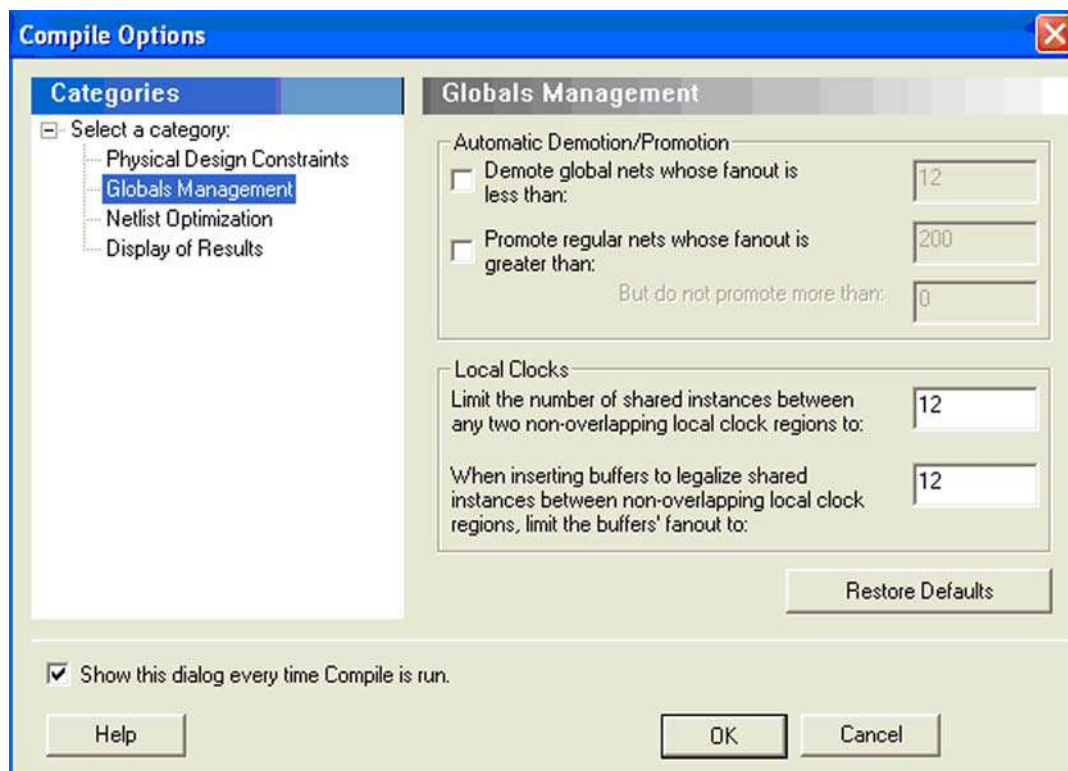 Compile Options
Categories
Select a category:
Physical Design Constraints
Globals Management
Netlist Optimization
Display of Results
Globals Management
Automatic Demotion/Promotion
Demote global nets whose fanout is
less than:
12
Promote regular nets whose fanout is
greater than:
200
But do not promote more than:
0
Local Clocks
Limit the number of shared instances between
any two non-overlapping local clock regions to:
12
When inserting buffers to legalize shared
instances between non-overlapping local clock
regions, limit the buffers' fanout to:
12
Restore Defaults
Show this dialog every time Compile is run.
Help
OK
Cancel